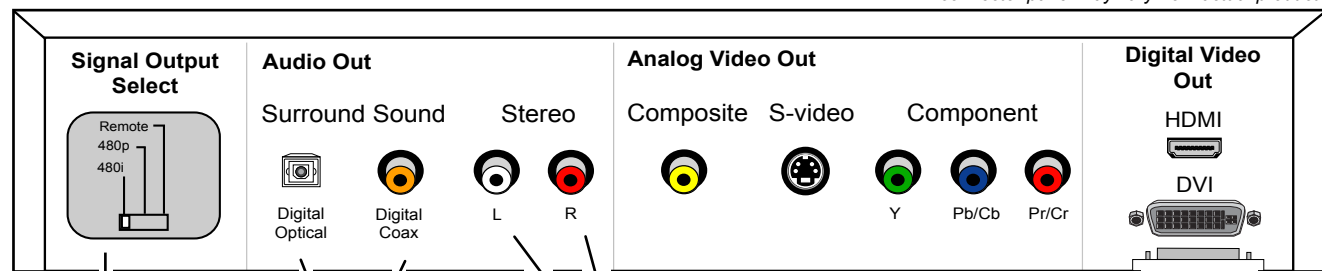 Signal Output
Select
Remote
480p
480i
Audio Out
Surround Sound
Stereo
Digital
Optical
Digital
Coax
L
R
Analog Video Out
Composite
S-video
Component
Y
Pb/Cb
Pr/Cr
Digital Video
Out
HDMI
DVI